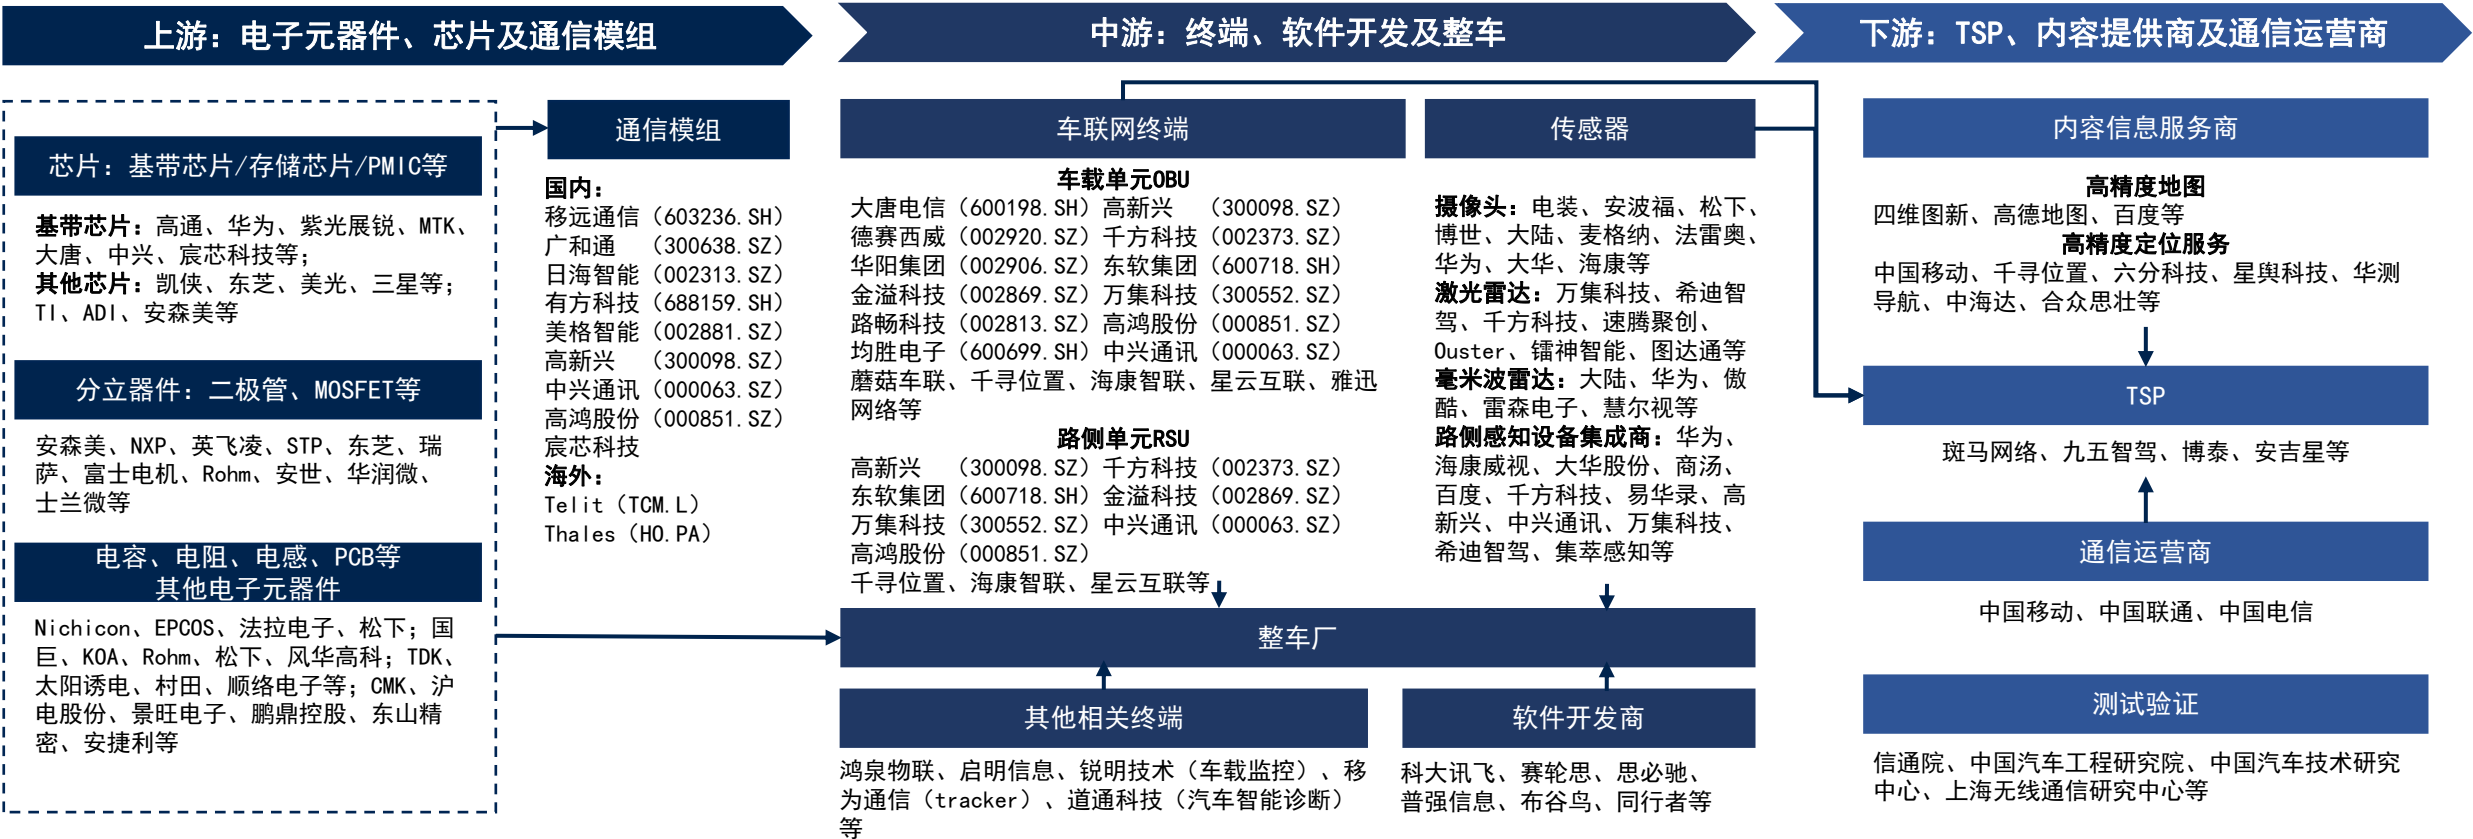 上游：电子元器件、芯片及通信模组
中游：终端、软件开发及整车
下游：TSP、内容提供商及通信运营商
芯片：基带芯片/存储芯片/PMIC等
基带芯片：高通、华为、紫光展锐、MTK、
大唐、中兴、宸芯科技等；
其他芯片：凯侠、东芝、美光、三星等；
TI、ADI、安森美等
分立器件：二极管、MOSFET等
安森美、NXP、英飞凌、STP、东芝、瑞
萨、富士电机、Rohm、安世、华润微、
士兰微等
电容、电阻、电感、PCB等
其他电子元器件
Nichicon、EPCOS、法拉电子、松下；国
巨、KOA、Rohm、松下、风华高科；TDK、
太阳诱电、村田、顺络电子等；CMK、沪
电股份、景旺电子、鹏鼎控股、东山精
密、安捷利等
通信模组
国内：
移远通信（603236.SH）
广和通　（300638.SZ）
日海智能（002313.SZ）
有方科技（688159.SH）
美格智能（002881.SZ）
高新兴　（300098.SZ）
中兴通讯（000063.SZ）
高鸿股份（000851.SZ）
宸芯科技
海外：
Telit（TCM.L）
Thales（HO.PA）
车联网终端
车载单元OBU
大唐电信（600198.SH）高新兴　（300098.SZ）
德赛西威（002920.SZ）千方科技（002373.SZ）
华阳集团（002906.SZ）东软集团（600718.SH）
金溢科技（002869.SZ）万集科技（300552.SZ）
路畅科技（002813.SZ）高鸿股份（000851.SZ）
均胜电子（600699.SH）中兴通讯（000063.SZ）
蘑菇车联、千寻位置、海康智联、星云互联、雅迅
网络等
路侧单元RSU
高新兴　（300098.SZ）千方科技（002373.SZ）
东软集团（600718.SH）金溢科技（002869.SZ）
万集科技（300552.SZ）中兴通讯（000063.SZ）
高鸿股份（000851.SZ）
千寻位置、海康智联、星云互联等
传感器
摄像头：电装、安波福、松下、
博世、大陆、麦格纳、法雷奥、
华为、大华、海康等
激光雷达：万集科技、希迪智
驾、千方科技、速腾聚创、
Ouster、镭神智能、图达通等
毫米波雷达：大陆、华为、傲
酷、雷森电子、慧尔视等
路侧感知设备集成商：华为、
海康威视、大华股份、商汤、
百度、千方科技、易华录、高
新兴、中兴通讯、万集科技、
希迪智驾、集萃感知等
整车厂
其他相关终端
鸿泉物联、启明信息、锐明技术（车载监控）、移
为通信（tracker）、道通科技（汽车智能诊断）
等
软件开发商
科大讯飞、赛轮思、思必驰、
普强信息、布谷鸟、同行者等
内容信息服务商
高精度地图
四维图新、高德地图、百度等
高精度定位服务
中国移动、千寻位置、六分科技、星舆科技、华测
导航、中海达、合众思壮等
TSP
斑马网络、九五智驾、博泰、安吉星等
通信运营商
中国移动、中国联通、中国电信
测试验证
信通院、中国汽车工程研究院、中国汽车技术研究
中心、上海无线通信研究中心等